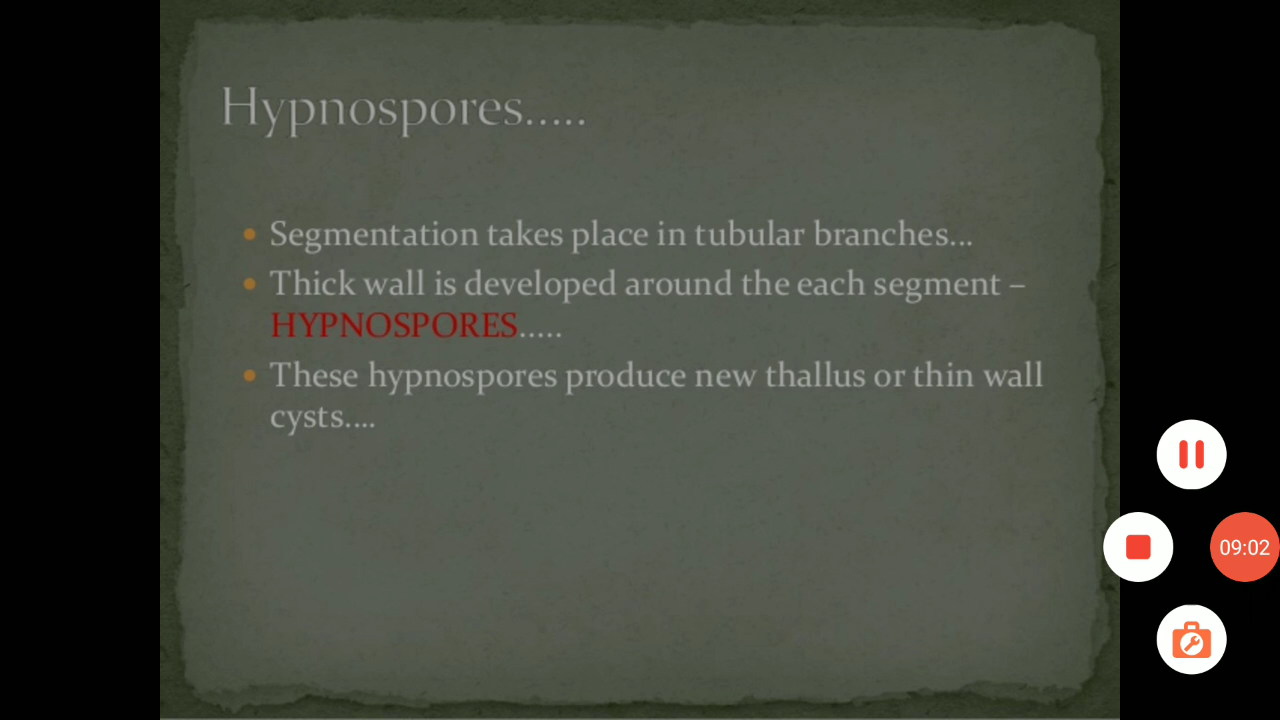 Hypnospores.....
Segmentation takes place in tubular branches...
Thick wall is developed around the each segment –
HYPNOSPORES.....
These hypnospores produce new thallus or thin wall
cysts....
09:02